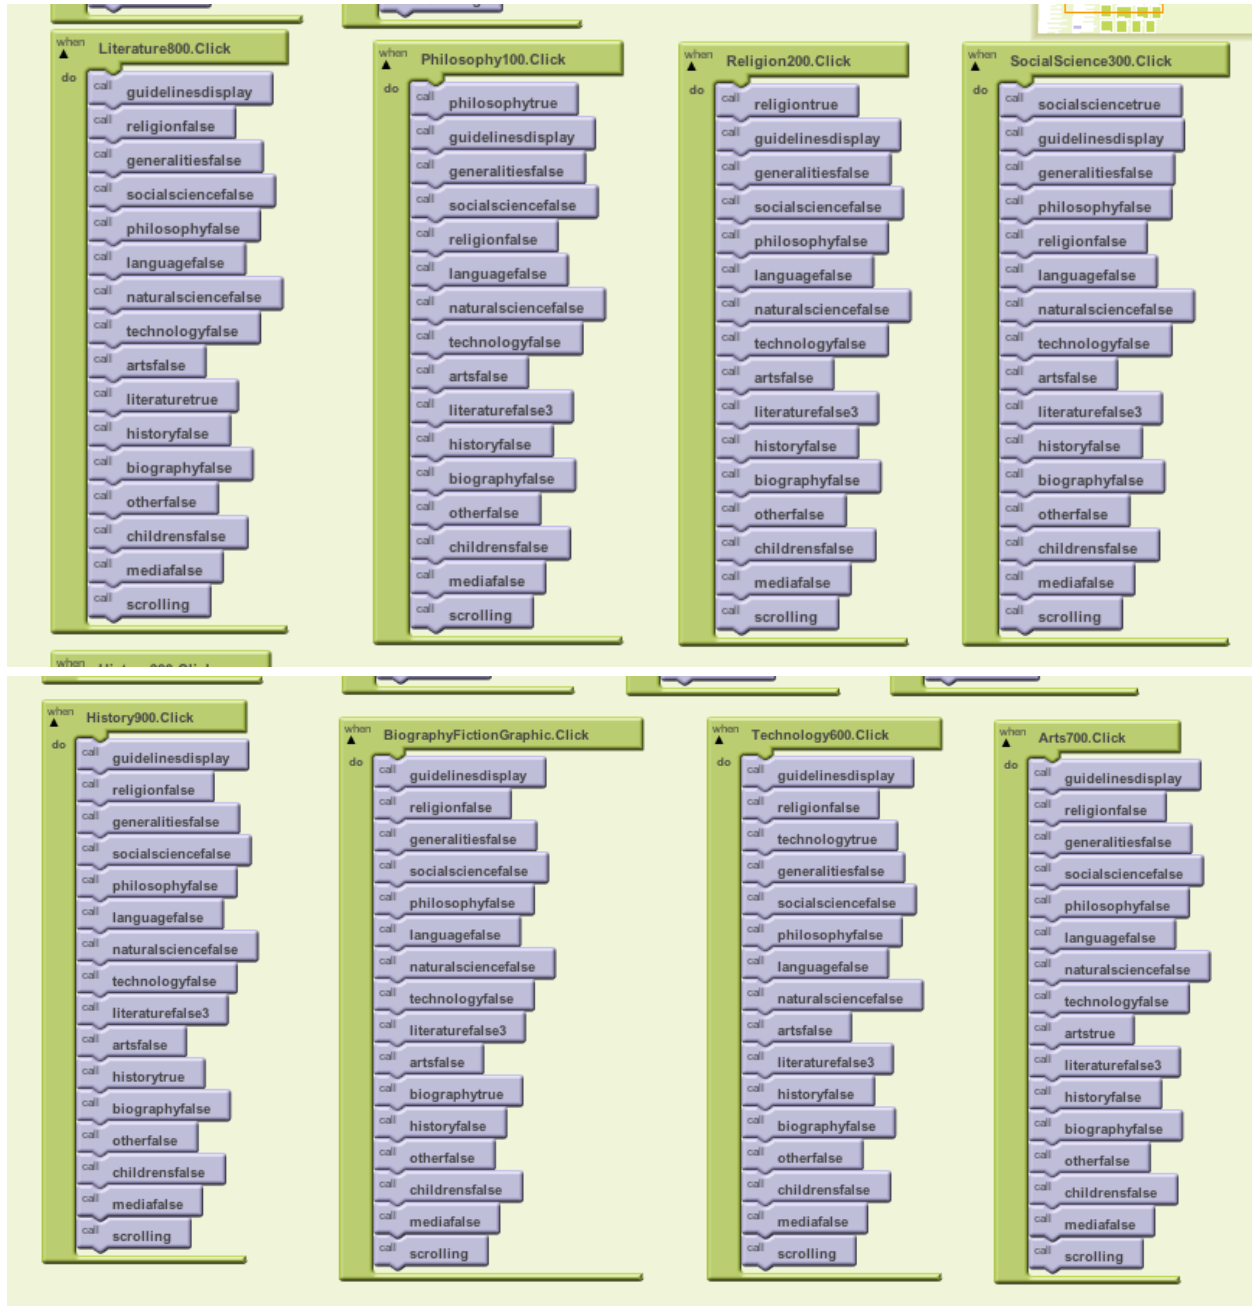 when Literature800.Click
do
call guidelinesdisplay
call religionfalse
call generalitiesfalse
call socialsciencefalse
call philosophyfalse
call languagefalse
call naturalsciencefalse
call technologyfalse
call artsfalse
call literaturetrue
call historyfalse
call biographyfalse
call otherfalse
call childrensfalse
call mediafalse
call scrolling
when Philosophy100.Click
do
call philosophytrue
call guidelinesdisplay
call generalitiesfalse
call socialsciencefalse
call religionfalse
call languagefalse
call naturalsciencefalse
call technologyfalse
call artsfalse
call literaturefalse3
call historyfalse
call biographyfalse
call otherfalse
call childrensfalse
call mediafalse
call scrolling
when Religion200.Click
do
call religiontrue
call guidelinesdisplay
call generalitiesfalse
call socialsciencefalse
call philosophyfalse
call languagefalse
call naturalsciencefalse
call technologyfalse
call artsfalse
call literaturefalse3
call historyfalse
call biographyfalse
call otherfalse
call childrensfalse
call mediafalse
call scrolling
when SocialScience300.Click
do
call socialsciencetrue
call guidelinesdisplay
call generalitiesfalse
call philosophyfalse
call religionfalse
call languagefalse
call naturalsciencefalse
call technologyfalse
call artsfalse
call literaturefalse3
call historyfalse
call biographyfalse
call otherfalse
call childrensfalse
call mediafalse
call scrolling
when
when History900.Click
do
call guidelinesdisplay
call religionfalse
call generalitiesfalse
call socialsciencefalse
call philosophyfalse
call languagefalse
call naturalsciencefalse
call technologyfalse
call literaturefalse3
call artsfalse
call historytrue
call biographyfalse
call otherfalse
call childrensfalse
call mediafalse
call scrolling
when BiographyFictionGraphic.Click
do
call guidelinesdisplay
call religionfalse
call generalitiesfalse
call socialsciencefalse
call philosophyfalse
call languagefalse
call naturalsciencefalse
call technologyfalse
call literaturefalse3
call artsfalse
call biographytrue
call historyfalse
call otherfalse
call childrensfalse
call mediafalse
call scrolling
when Technology600.Click
do
call guidelinesdisplay
call religionfalse
call technologytrue
call generalitiesfalse
call socialsciencefalse
call philosophyfalse
call languagefalse
call naturalsciencefalse
call artsfalse
call literaturefalse3
call historyfalse
call biographyfalse
call otherfalse
call childrensfalse
call mediafalse
call scrolling
when Arts700.Click
do
call guidelinesdisplay
call religionfalse
call generalitiesfalse
call socialsciencefalse
call philosophyfalse
call languagefalse
call naturalsciencefalse
call technologyfalse
call artstrue
call literaturefalse3
call historyfalse
call biographyfalse
call otherfalse
call childrensfalse
call mediafalse
call scrolling